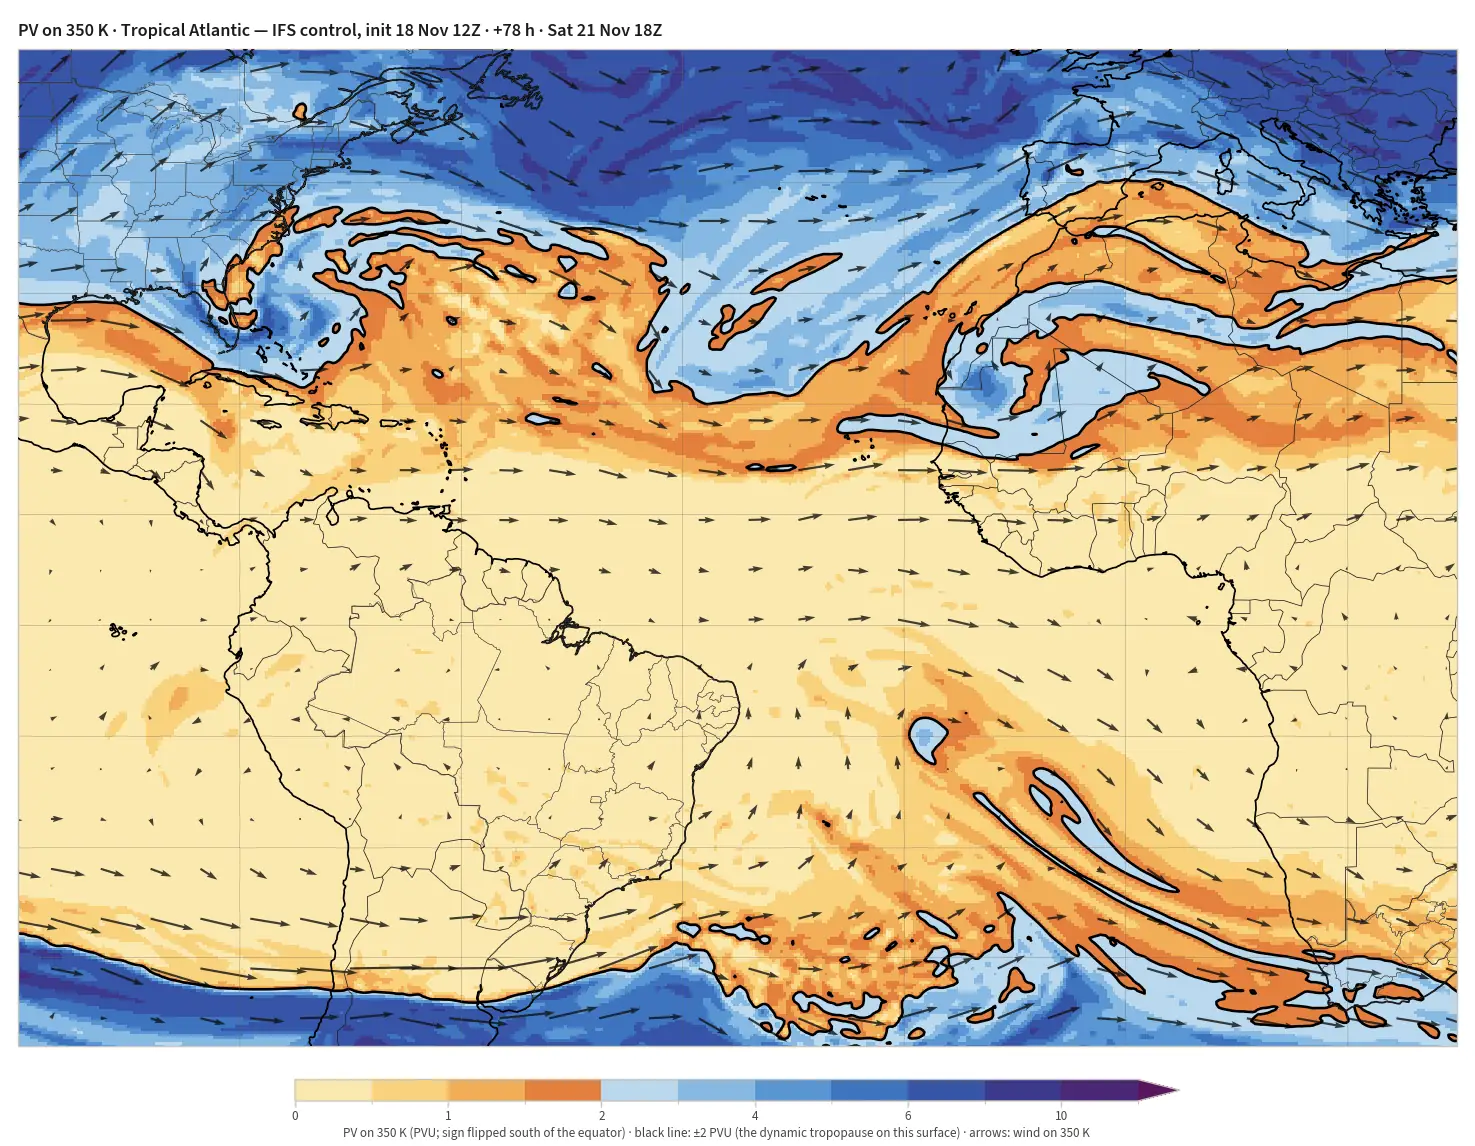 PV on 350 K · Tropical Atlantic — IFS control, init 18 Nov 12Z · +78 h · Sat 21 Nov 18Z
0 1 2 4 6 10
PV on 350 K (PVU; sign flipped south of the equator) · black line: ±2 PVU (the dynamic tropopause on this surface) · arrows: wind on 350 K